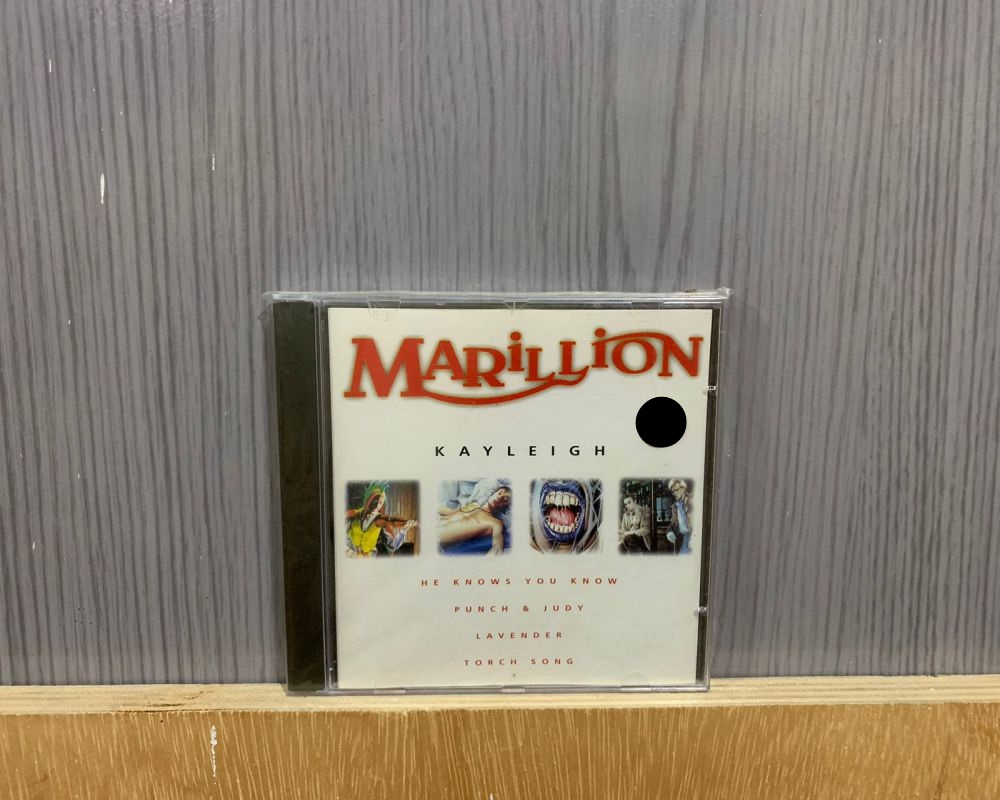 MARiLLiON
KAYLEIGH
HE KNOWS YOU KNOW
PUNCH & JUDY
LAVENDER
TORCH SONG